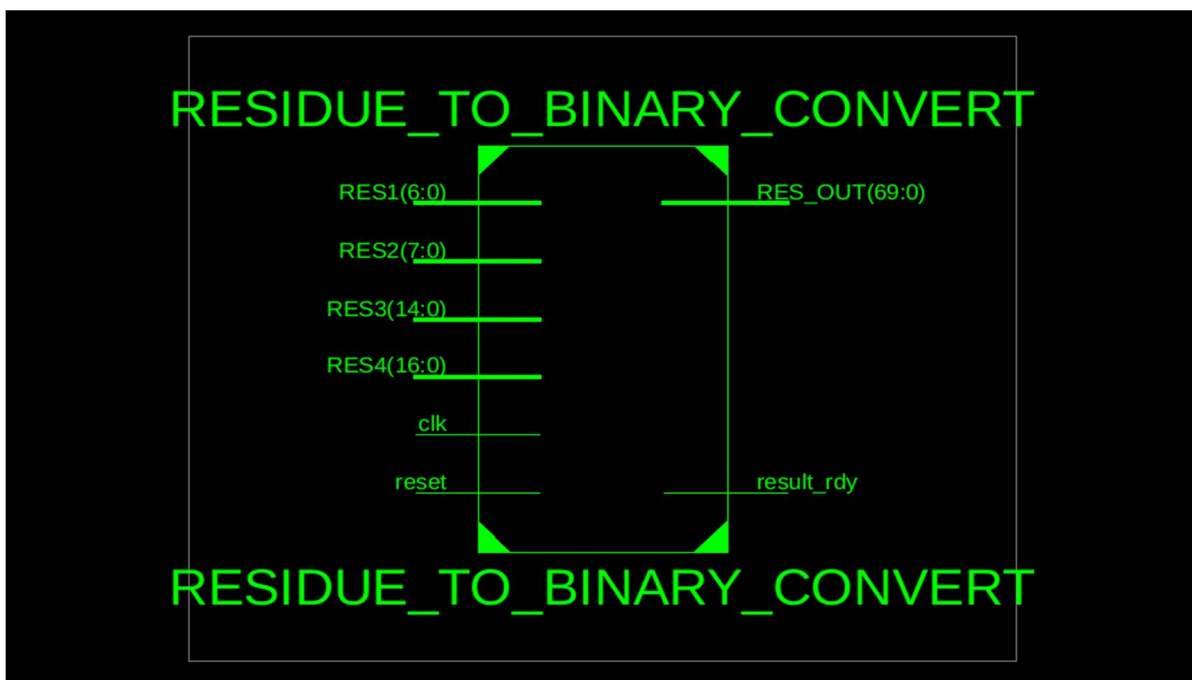 RESIDUE_TO_BINARY_CONVERT
RES1(6:0)
RES_OUT(69:0)
RES2(7:0)
RES3(14:0)
RES4(16:0)
clk
reset
result_rdy
RESIDUE_TO_BINARY_CONVERT